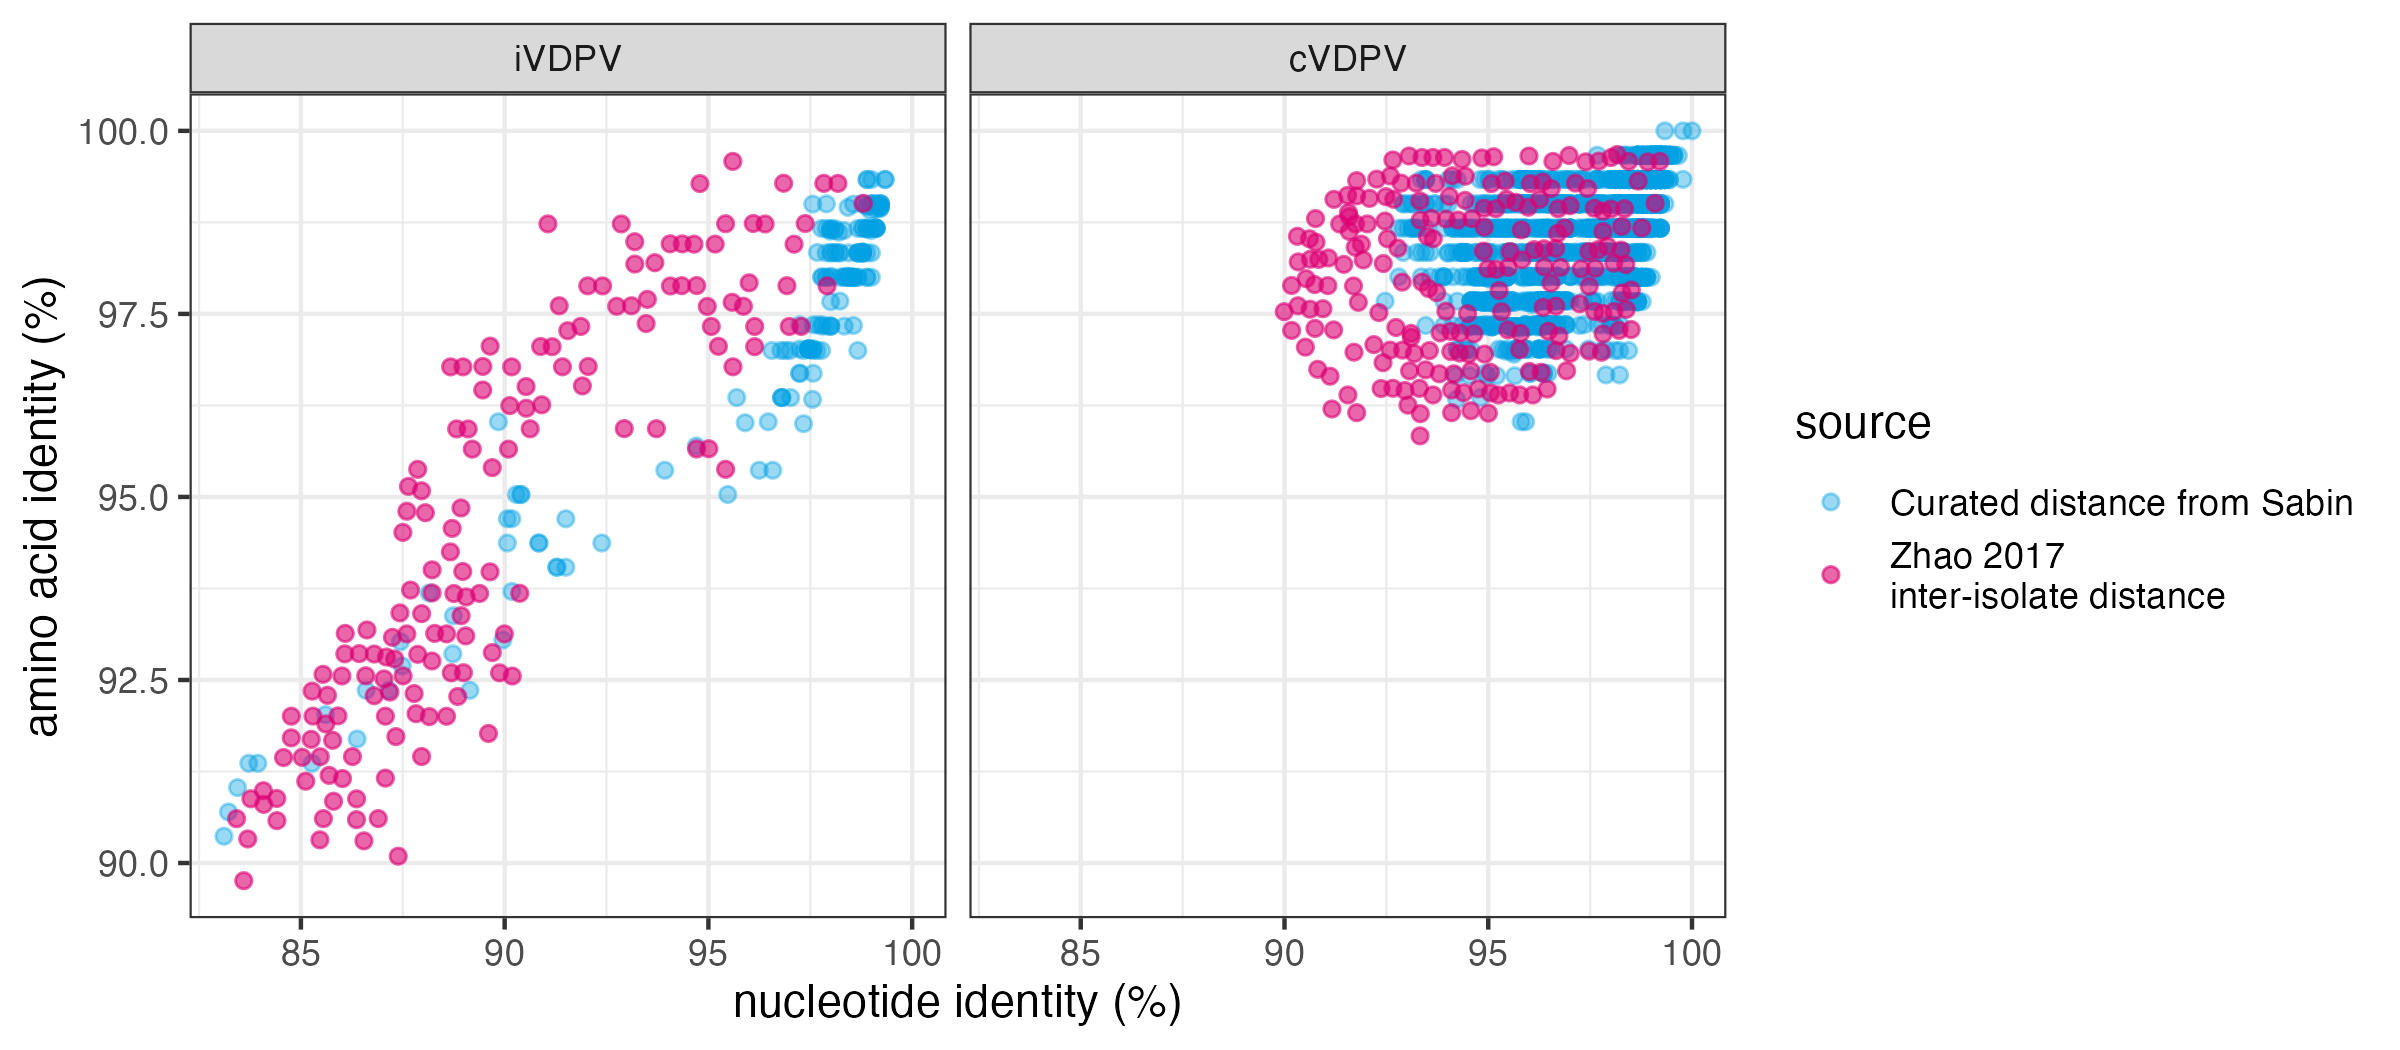 iVDPV
cVDPV
100.0
97.5
95.0
92.5
90.0
amino acid identity (%)
85
90
95
100
85
90
95
100
nucleotide identity (%)
source
Curated distance from Sabin
Zhao 2017
inter-isolate distance